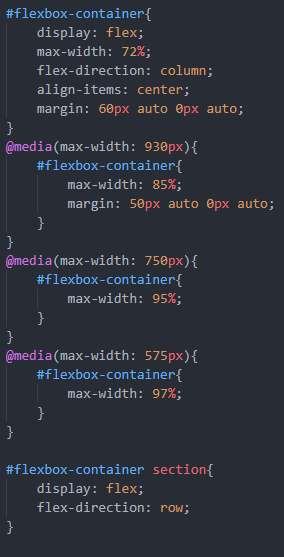 #flexbox-container{
    display: flex;
    max-width: 72%;
    flex-direction: column;
    align-items: center;
    margin: 60px auto 0px auto;
}
@media(max-width: 930px){
    #flexbox-container{
        max-width: 85%;
        margin: 50px auto 0px auto;
    }
}
@media(max-width: 750px){
    #flexbox-container{
        max-width: 95%;
    }
}
@media(max-width: 575px){
    #flexbox-container{
        max-width: 97%;
    }
}

#flexbox-container section{
    display: flex;
    flex-direction: row;
}